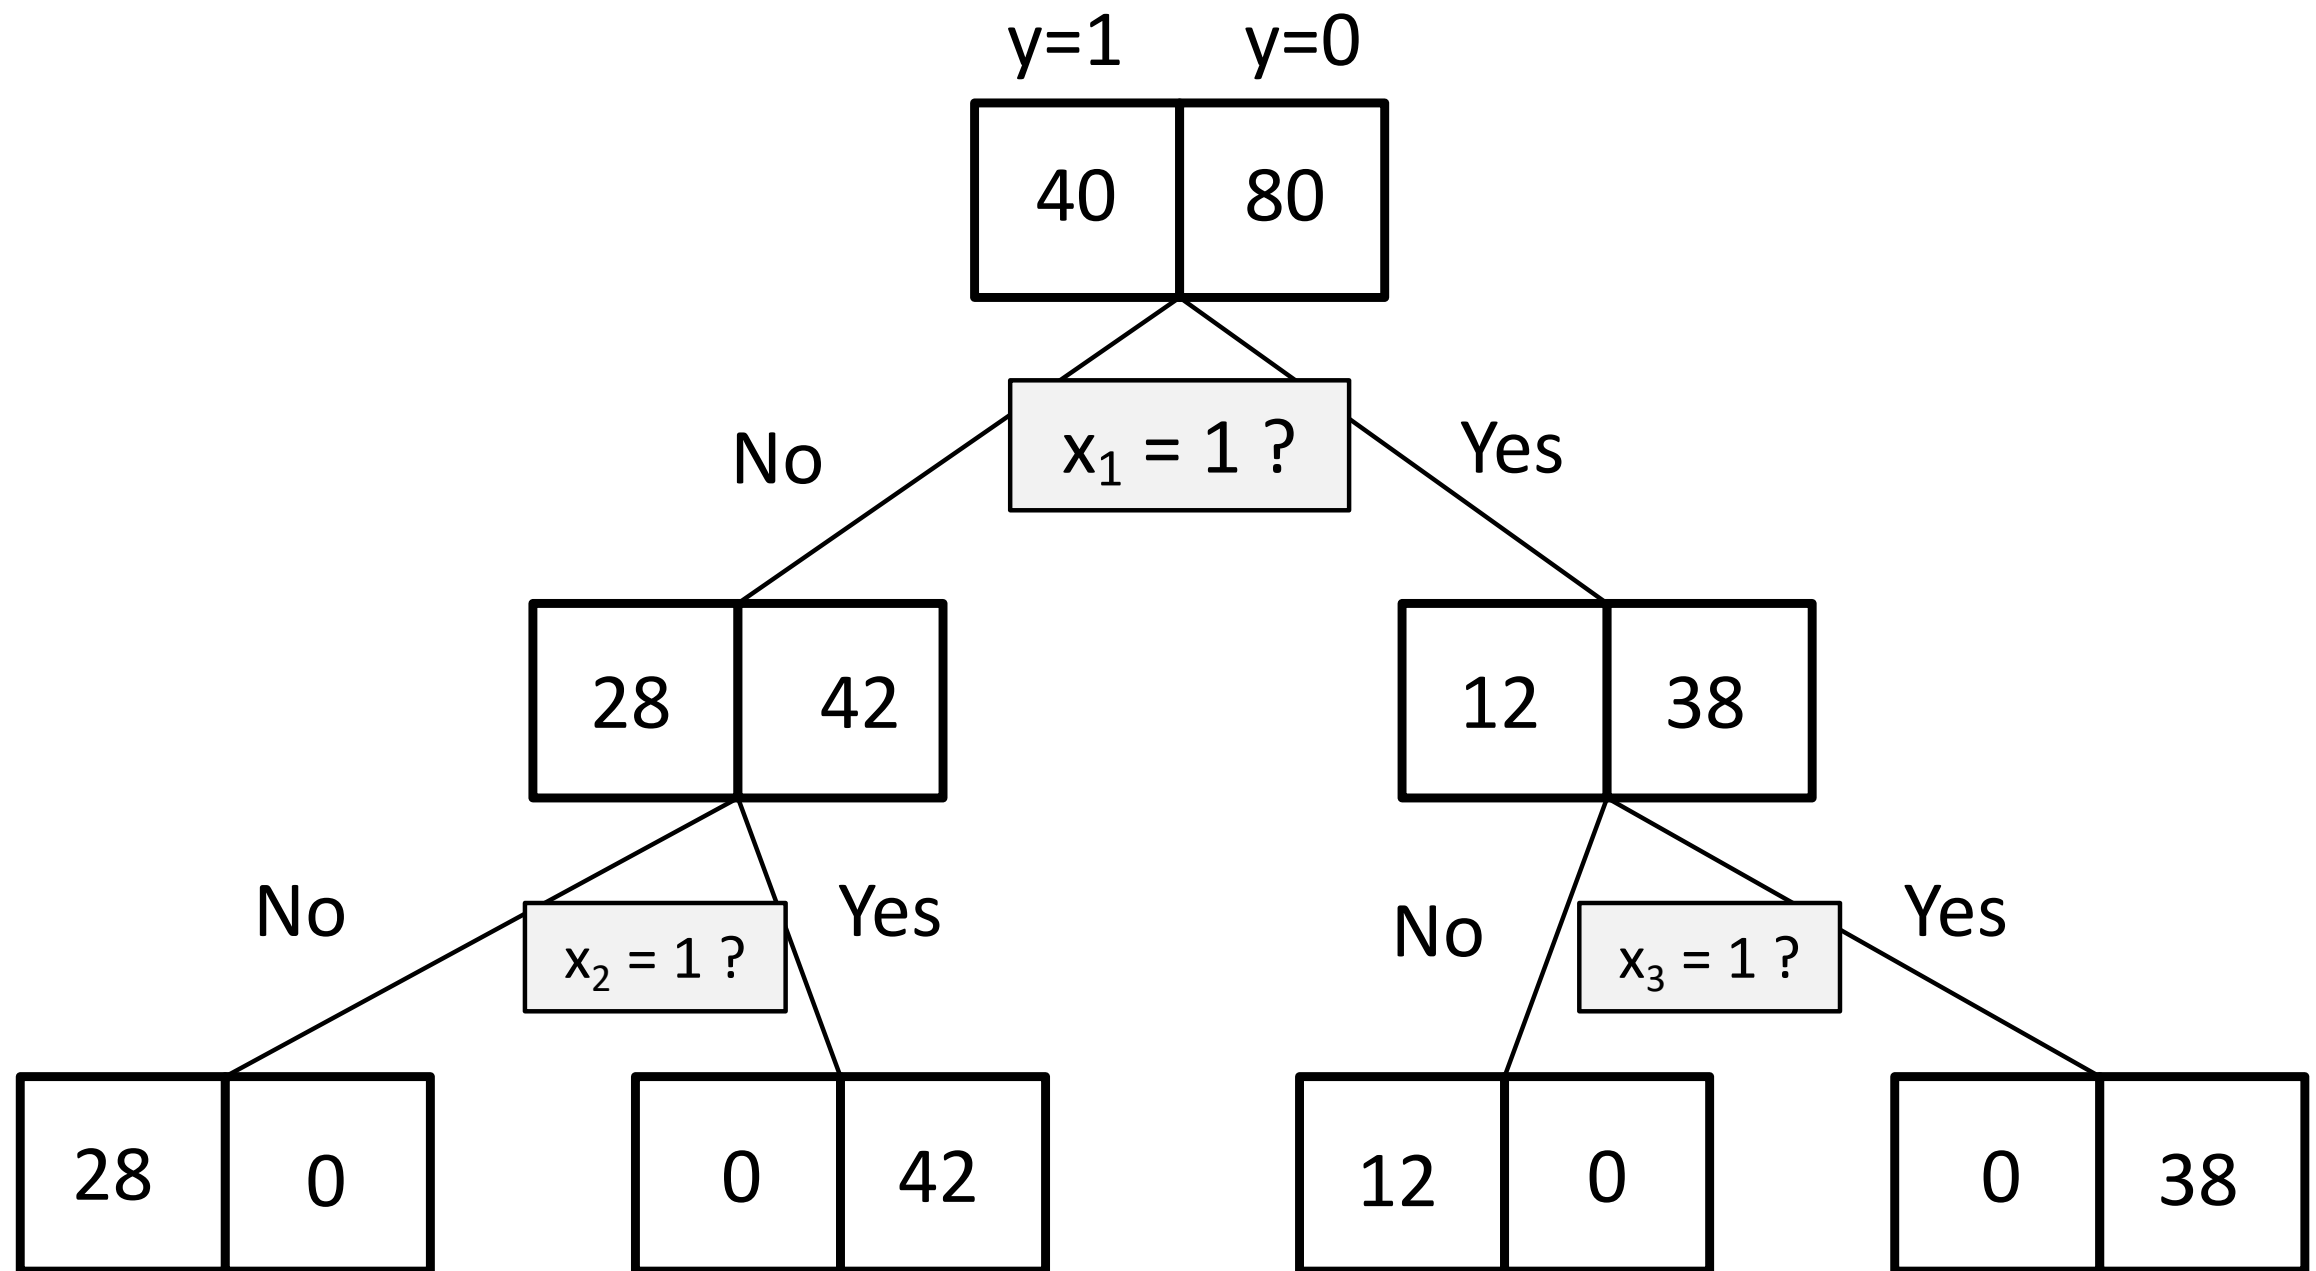 y=1 y=0
40 80
x₁ = 1 ?
No Yes
28 42 12 38
No x₂ = 1 ? Yes No x₃ = 1 ? Yes
28 0 0 42 12 0 0 38